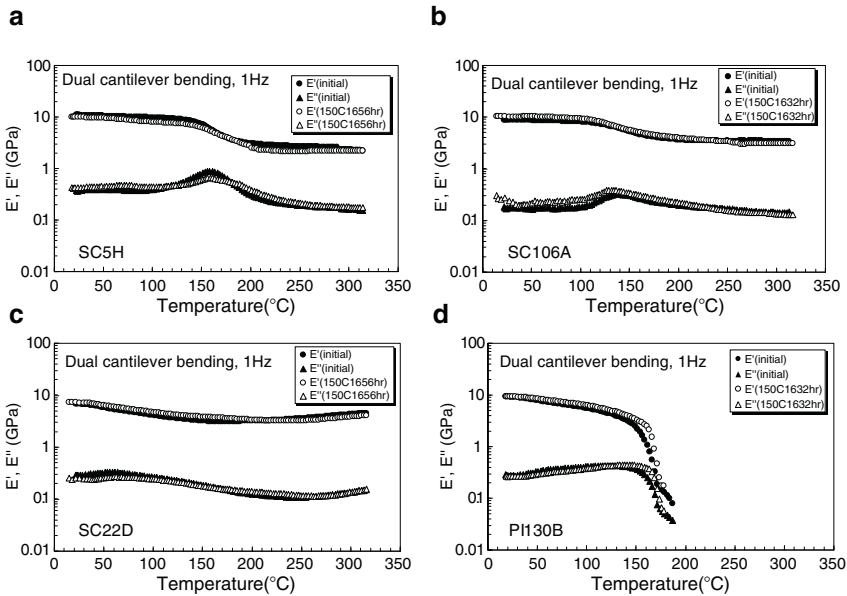 a
100
10
1
0.1
0.01
E', E'' (GPa)
Dual cantilever bending, 1Hz
E'(initial)
E''(initial)
E'(150C1656hr)
E''(150C1656hr)
SC5H
0 50 100 150 200 250 300 350
Temperature(°C)
b
100
10
1
0.1
0.01
E', E'' (GPa)
Dual cantilever bending, 1Hz
E'(initial)
E''(initial)
E'(150C1632hr)
E''(150C1632hr)
SC106A
0 50 100 150 200 250 300 350
Temperature(°C)
c
100
10
1
0.1
0.01
E', E'' (GPa)
Dual cantilever bending, 1Hz
E'(initial)
E''(initial)
E'(150C1656hr)
E''(150C1656hr)
SC22D
0 50 100 150 200 250 300 350
Temperature(°C)
d
100
10
1
0.1
0.01
E', E'' (GPa)
Dual cantilever bending, 1Hz
E'(initial)
E''(initial)
E'(150C1632hr)
E''(150C1632hr)
PI130B
0 50 100 150 200 250 300 350
Temperature(°C)